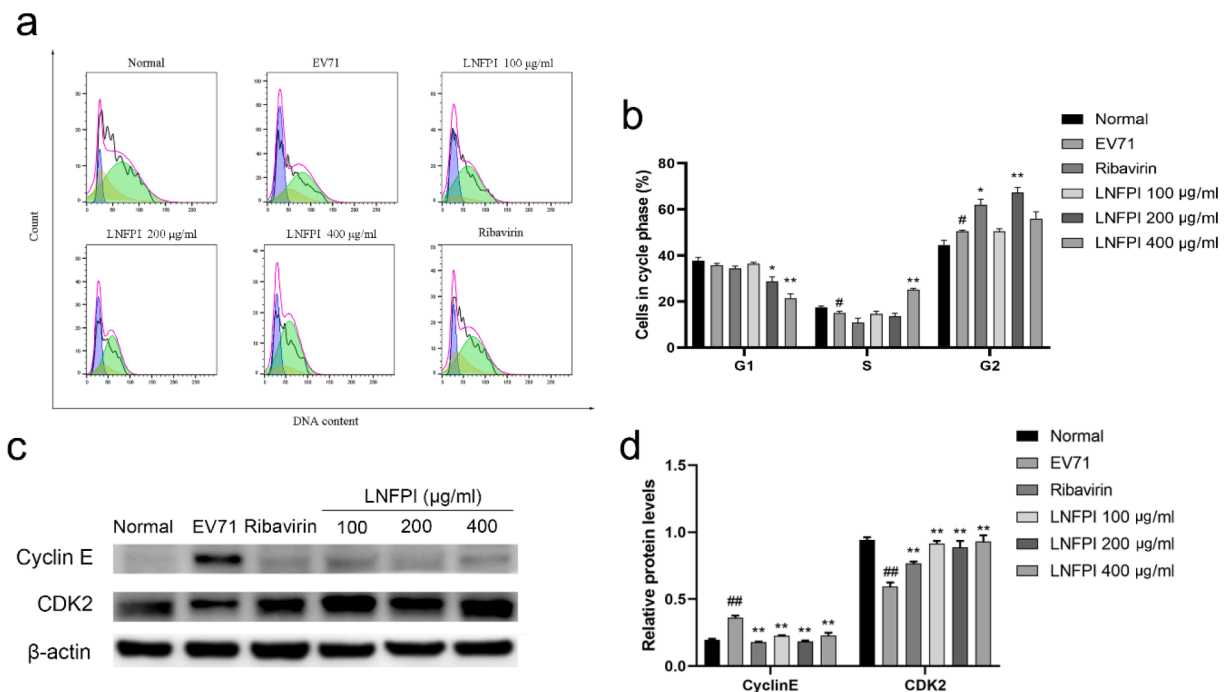 a
Normal
EV71
LNFPI 100 μg/ml
LNFPI 200 μg/ml
LNFPI 400 μg/ml
Ribavirin
Count
DNA content
b
Normal
EV71
Ribavirin
LNFPI 100 μg/ml
LNFPI 200 μg/ml
LNFPI 400 μg/ml
Cells in cycle phase (%)
80
60
40
20
0
* **
# **
# * **
G1 S G2
c
LNFPI (μg/ml)
Normal EV71 Ribavirin 100 200 400
Cyclin E
CDK2
β-actin
d
Normal
EV71
Ribavirin
LNFPI 100 μg/ml
LNFPI 200 μg/ml
LNFPI 400 μg/ml
Relative protein levels
1.5
1.0
0.5
0.0
## ** ** ** **
## ** ** ** **
CyclinE CDK2